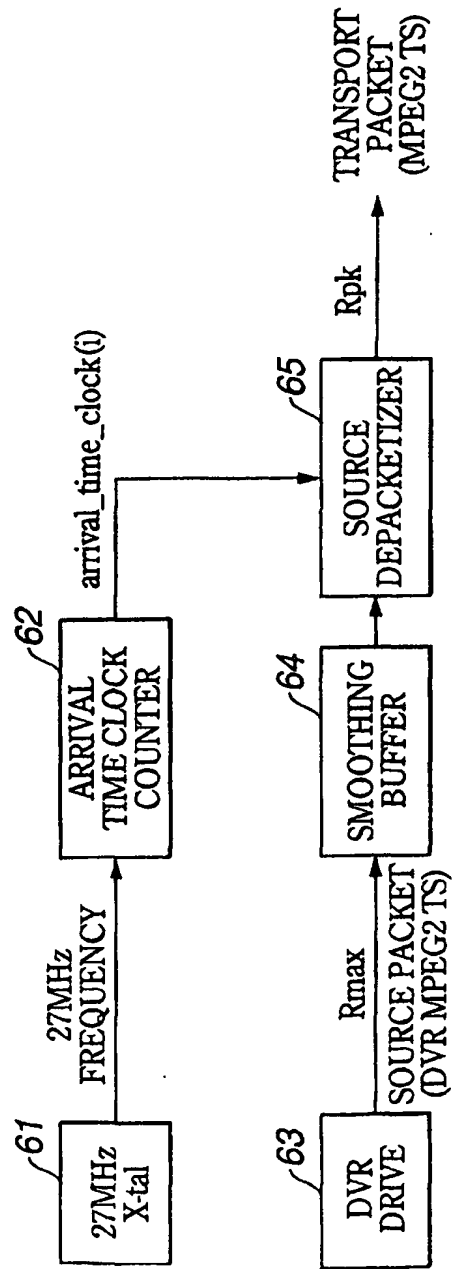 61
27MHz
X-tal
27MHz
FREQUENCY
62
ARRIVAL
TIME CLOCK
COUNTER
arrival_time_clock(i)
63
DVR
DRIVE
Rmax
SOURCE PACKET
(DVR MPEG2 TS)
64
SMOOTHING
BUFFER
65
SOURCE
DEPACKETIZER
Rpk
TRANSPORT
PACKET
(MPEG2 TS)